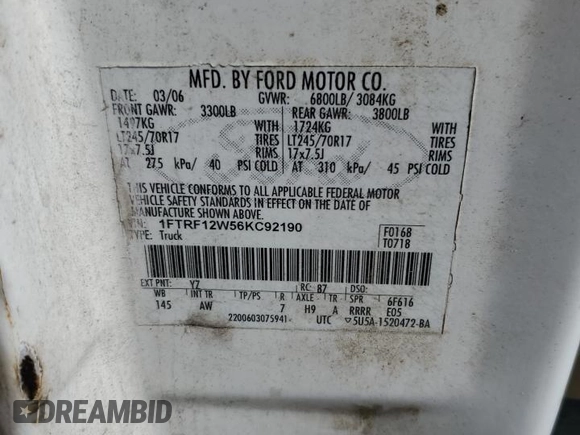 MFD. BY FORD MOTOR CO.
DATE: 03/06 GVWR: 6800LB/ 3084KG
FRONT GAWR: 3300LB REAR GAWR: 3800LB
1497KG WITH 1724KG WITH
LT245/70R17 TIRES LT245/70R17 TIRES
17x7.5J RIMS 17x7.5J RIMS
AT 275 kPa/ 40 PSI COLD AT 310 kPa/ 45 PSI COLD
THIS VEHICLE CONFORMS TO ALL APPLICABLE FEDERAL MOTOR
VEHICLE SAFETY STANDARDS IN EFFECT ON THE DATE OF
MANUFACTURE SHOWN ABOVE.
VIN: 1FTRF12W56KC92190 F0168
TYPE: Truck T0718
EXT PNT: YZ RC: B7 DSO:
WB INT TR TP/PS R AXLE TR SPR 6F616
145 AW 7 H9 A RRRR E05
2200603075941 UTC 5U5A-1520472-BA
DREAMBID